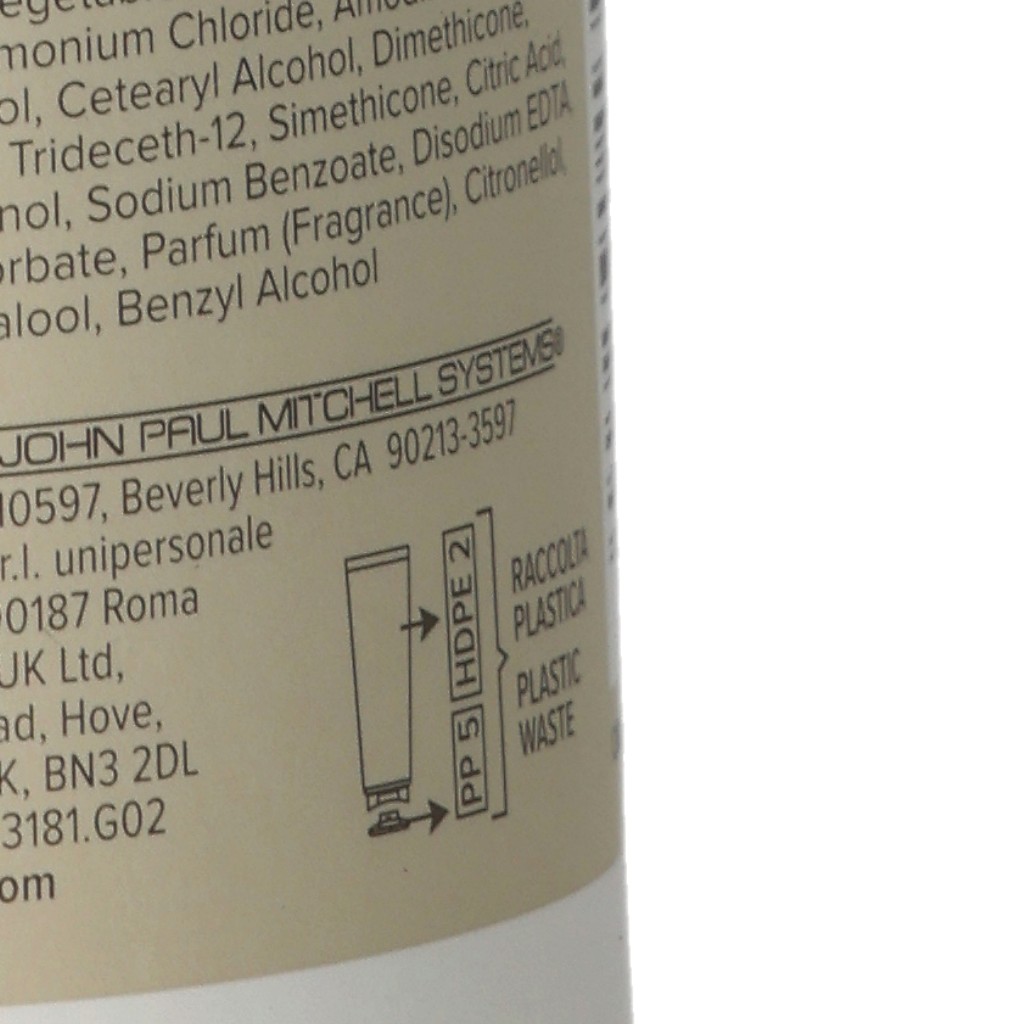 monium Chloride,
ol, Cetearyl Alcohol, Dimethicone,
Trideceth-12, Simethicone, Citric Acid,
nol, Sodium Benzoate, Disodium EDTA,
orbate, Parfum (Fragrance), Citronellol,
alool, Benzyl Alcohol
JOHN PAUL MITCHELL SYSTEMS®
10597, Beverly Hills, CA 90213-3597
r.l. unipersonale
00187 Roma
UK Ltd,
ad, Hove,
K, BN3 2DL
3181.G02
om
HDPE 2
PP 5
RACCOLTA
PLASTICA
PLASTIC
WASTE